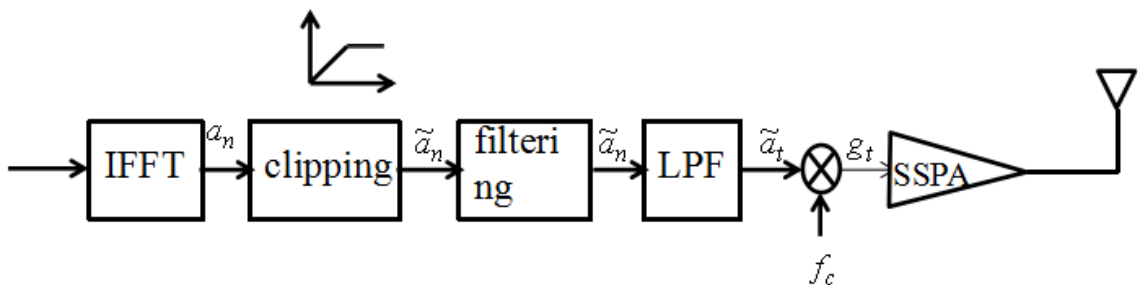 IFFT
a_n
clipping
ã_n
filteri
ng
ã_n
LPF
ã_t
g_t
SSPA
f_c